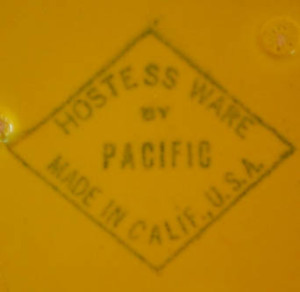 HOSTESS WARE
BY
PACIFIC
MADE IN CALIF., U.S.A.